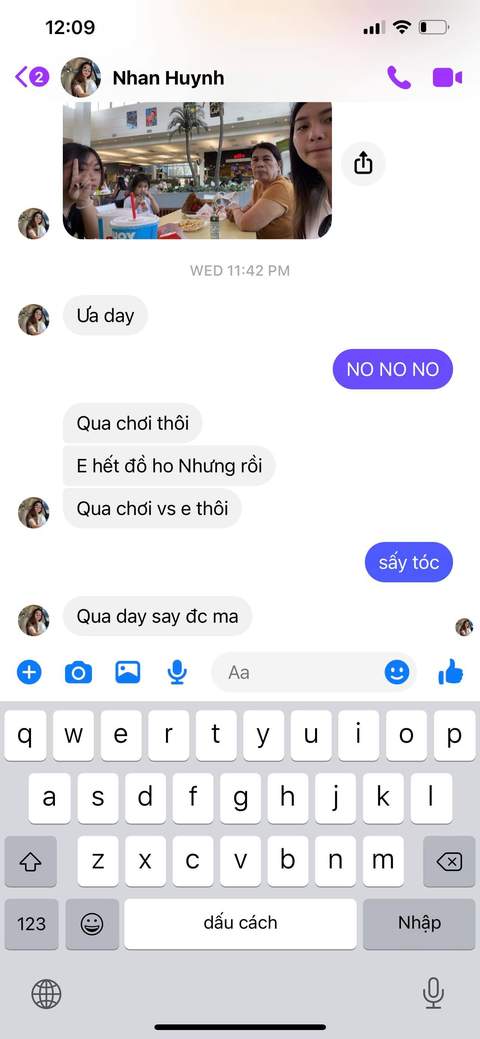 12:09
2
Nhan Huynh
JOY
WED 11:42 PM
Ưa day
NO NO NO
Qua chơi thôi
E hết đồ ho Nhưng rồi
Qua chơi vs e thôi
sấy tóc
Qua day say đc ma
Aa
q w e r t y u i o p
a s d f g h j k l
z x c v b n m
123 dấu cách Nhập